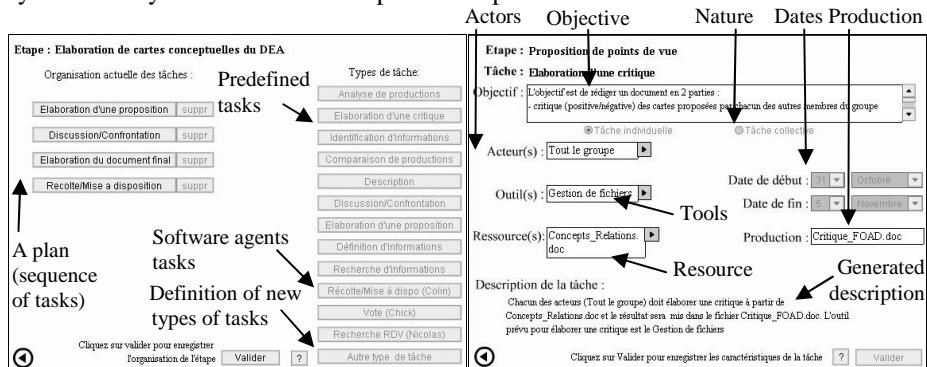 Actors Objective Nature Dates Production
Etape : Elaboration de cartes conceptuelles du DEA
Organisation actuelle des tâches :
Elaboration d'une proposition suppr
Discussion/Confrontation suppr
Elaboration du document final suppr
Recolte/Mise a disposition suppr
Predefined
tasks
A plan
(sequence
of tasks)
Software agents
tasks
Definition of new
types of tasks
Types de tâche:
Analyse de productions
Elaboration d'une critique
Identification d'informations
Comparaison de productions
Description
Discussion/Confrontation
Elaboration d'une proposition
Définition d'informations
Recherche d'informations
Récolte/Mise à dispo (Colin)
Vote (Chick)
Recherche RDV (Nicolas)
Autre type de tâche
Cliquez sur valider pour enregistrer
l'organisation de l'étape Valider ?
Etape : Proposition de points de vue
Tâche : Elaboration d'une critique
Objectif : L'objectif est de rédiger un document en 2 parties :
- critique (positive/négative) des cartes proposées par chacun des autres membres du groupe
Tâche individuelle Tâche collective
Acteur(s) : Tout le groupe
Outil(s) : Gestion de fichiers
Tools
Ressource(s): Concepts_Relations.
doc
Resource
Date de début : 31 Octobre
Date de fin : 5 Novembre
Production : Critique_FOAD.doc
Generated
description
Description de la tâche :
Chacun des acteurs (Tout le groupe) doit élaborer une critique à partir de
Concepts_Relations.doc et le résultat sera mis dans le fichier Critique_FOAD.doc. L'outil
prévu pour élaborer une critique est le Gestion de fichiers
Cliquez sur Valider pour enregistrer les caractéristiques de la tâche ? Valider